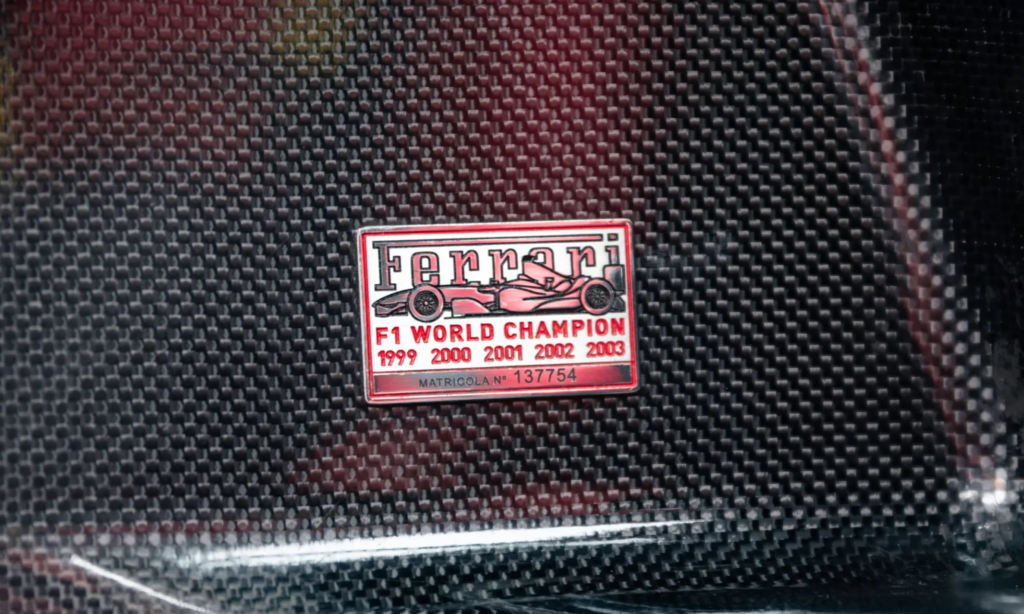 Ferrari
F1 WORLD CHAMPION
1999 2000 2001 2002 2003
MATRICOLA N° 137754